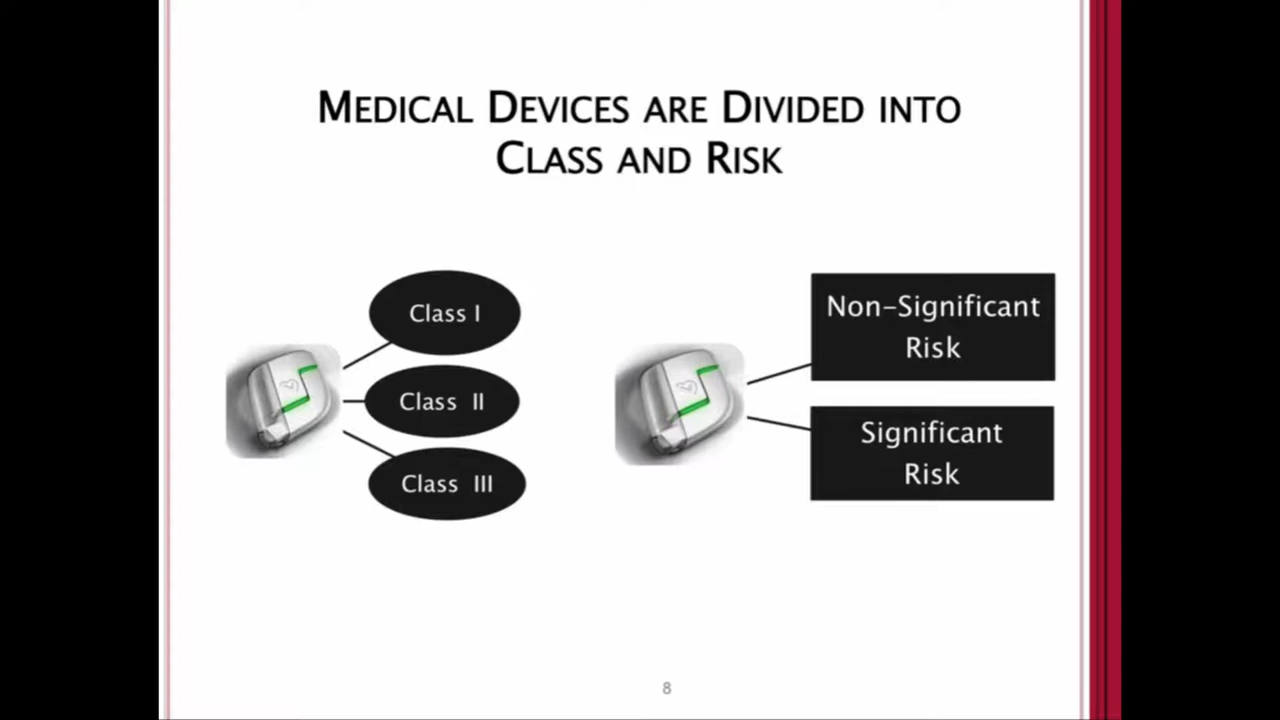 Medical Devices are Divided into
Class and Risk
Class I
Class II
Class III
Non-Significant
Risk
Significant
Risk
8